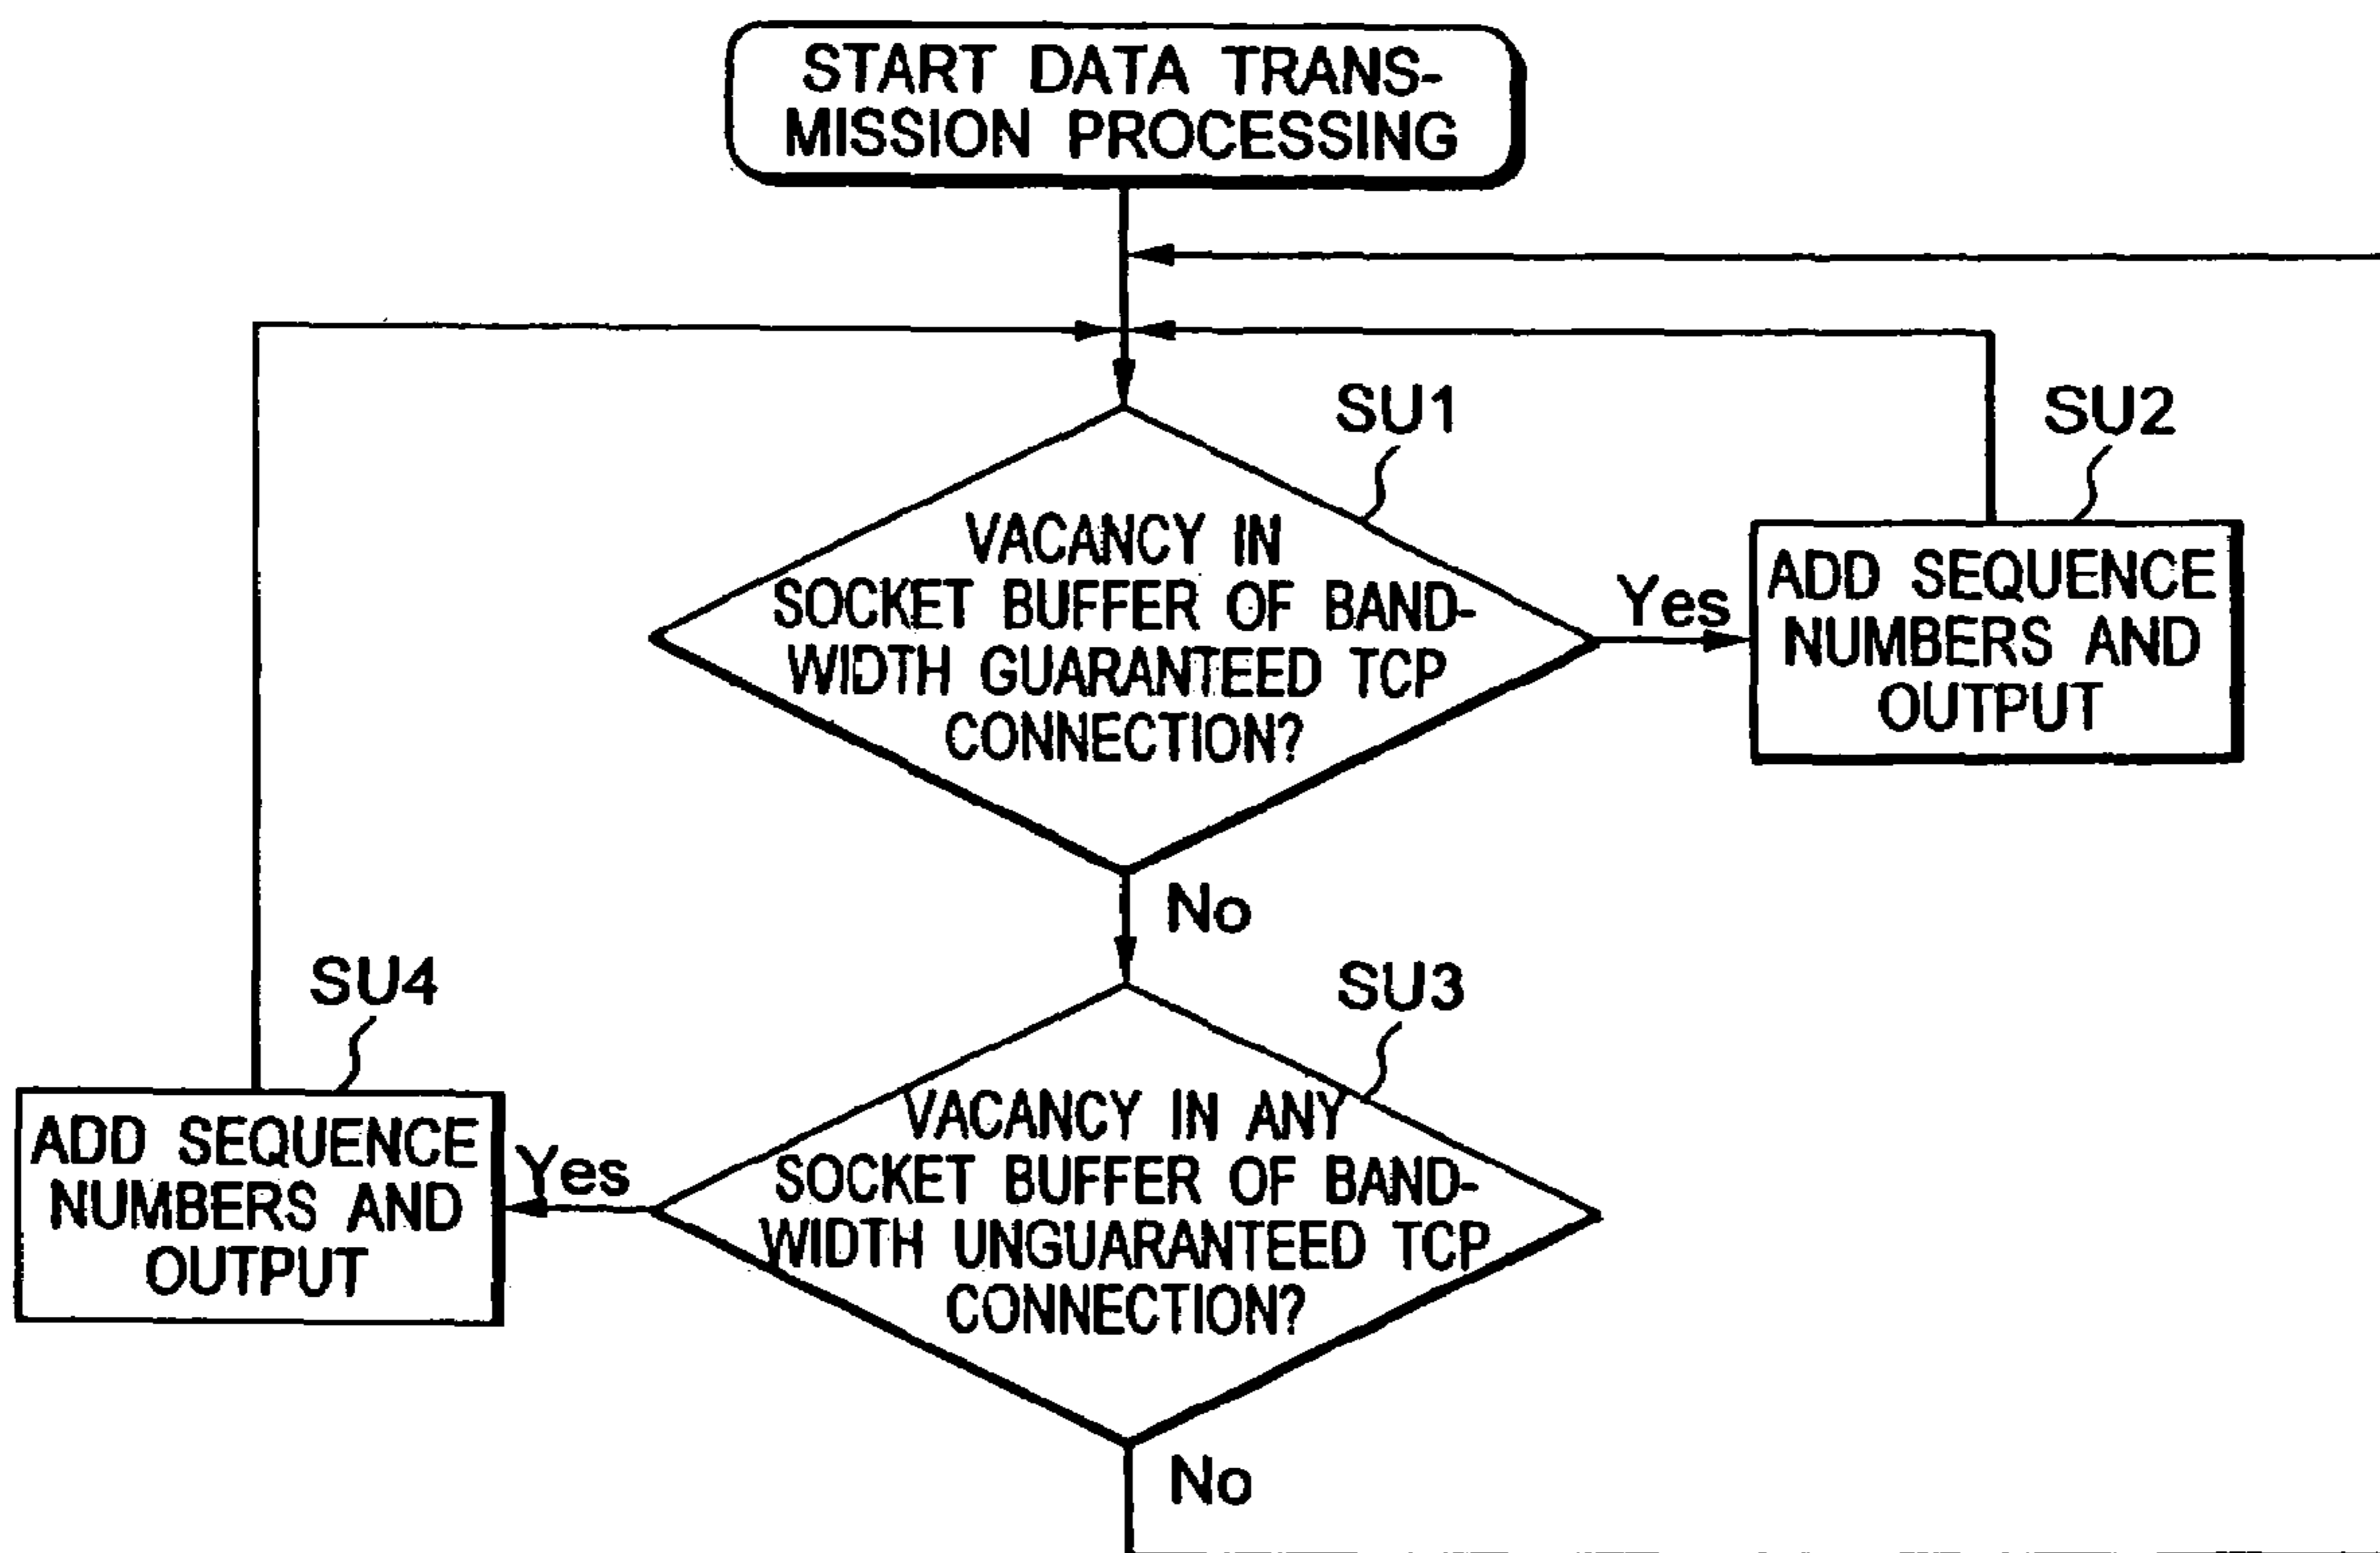 START DATA TRANS-
MISSION PROCESSING
SU1
VACANCY IN
SOCKET BUFFER OF BAND-
WIDTH GUARANTEED TCP
CONNECTION?
Yes
SU2
ADD SEQUENCE
NUMBERS AND
OUTPUT
No
SU3
VACANCY IN ANY
SOCKET BUFFER OF BAND-
WIDTH UNGUARANTEED TCP
CONNECTION?
Yes
SU4
ADD SEQUENCE
NUMBERS AND
OUTPUT
No